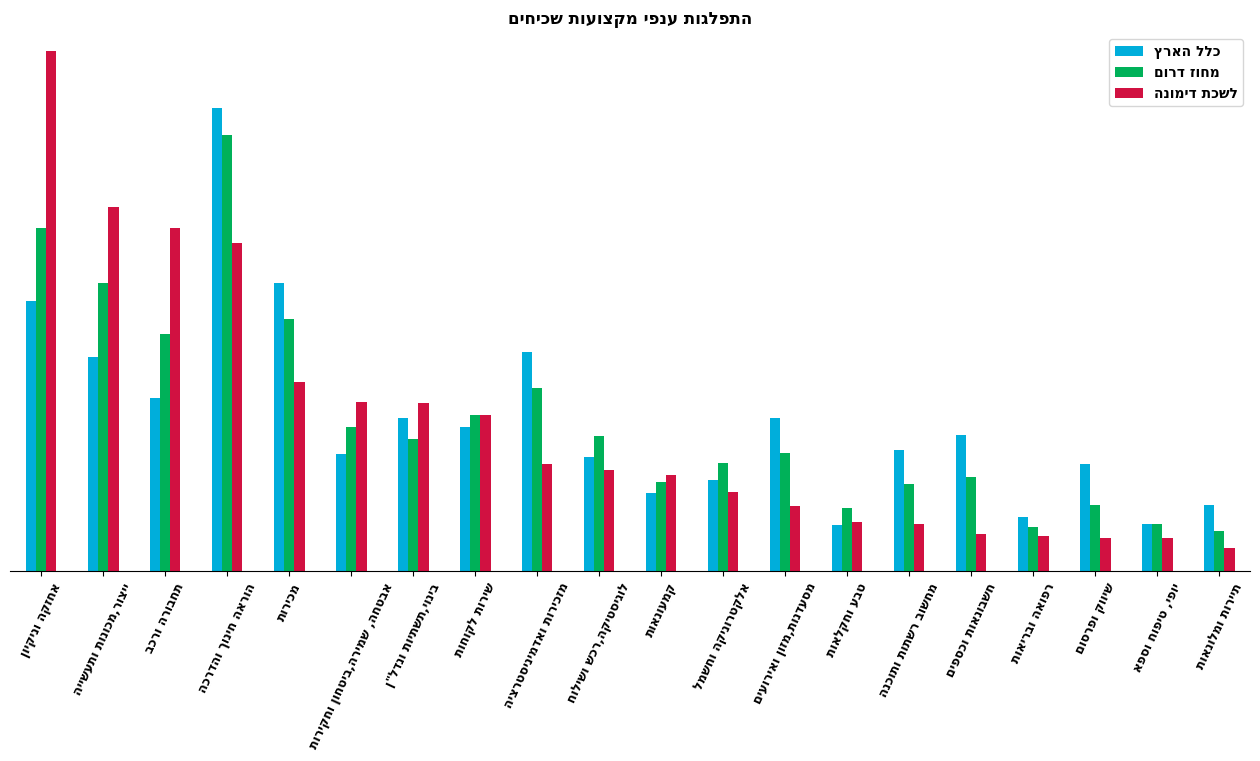 התפלגות ענפי מקצועות שכיחים
כלל הארץ
מחוז דרום
לשכת דימונה
אחזקה וניקיון
ייצור,מכונות ותעשייה
תחבורה ורכב
הוראה חינוך והדרכה
מכירות
אבטחה, שמירה,ביטחון וחקירות
בינוי,תשתיות ונדל"ן
שירות לקוחות
מזכירות ואדמיניסטרציה
לוגיסטיקה,רכש ושילוח
קמעונאות
אלקטרוניקה וחשמל
מסעדנות,מזון ואירועים
טבע וחקלאות
מחשוב רשתות ותוכנה
חשבונאות וכספים
רפואה ובריאות
שיווק ופרסום
יופי, טיפוח וספא
תיירות ומלונאות